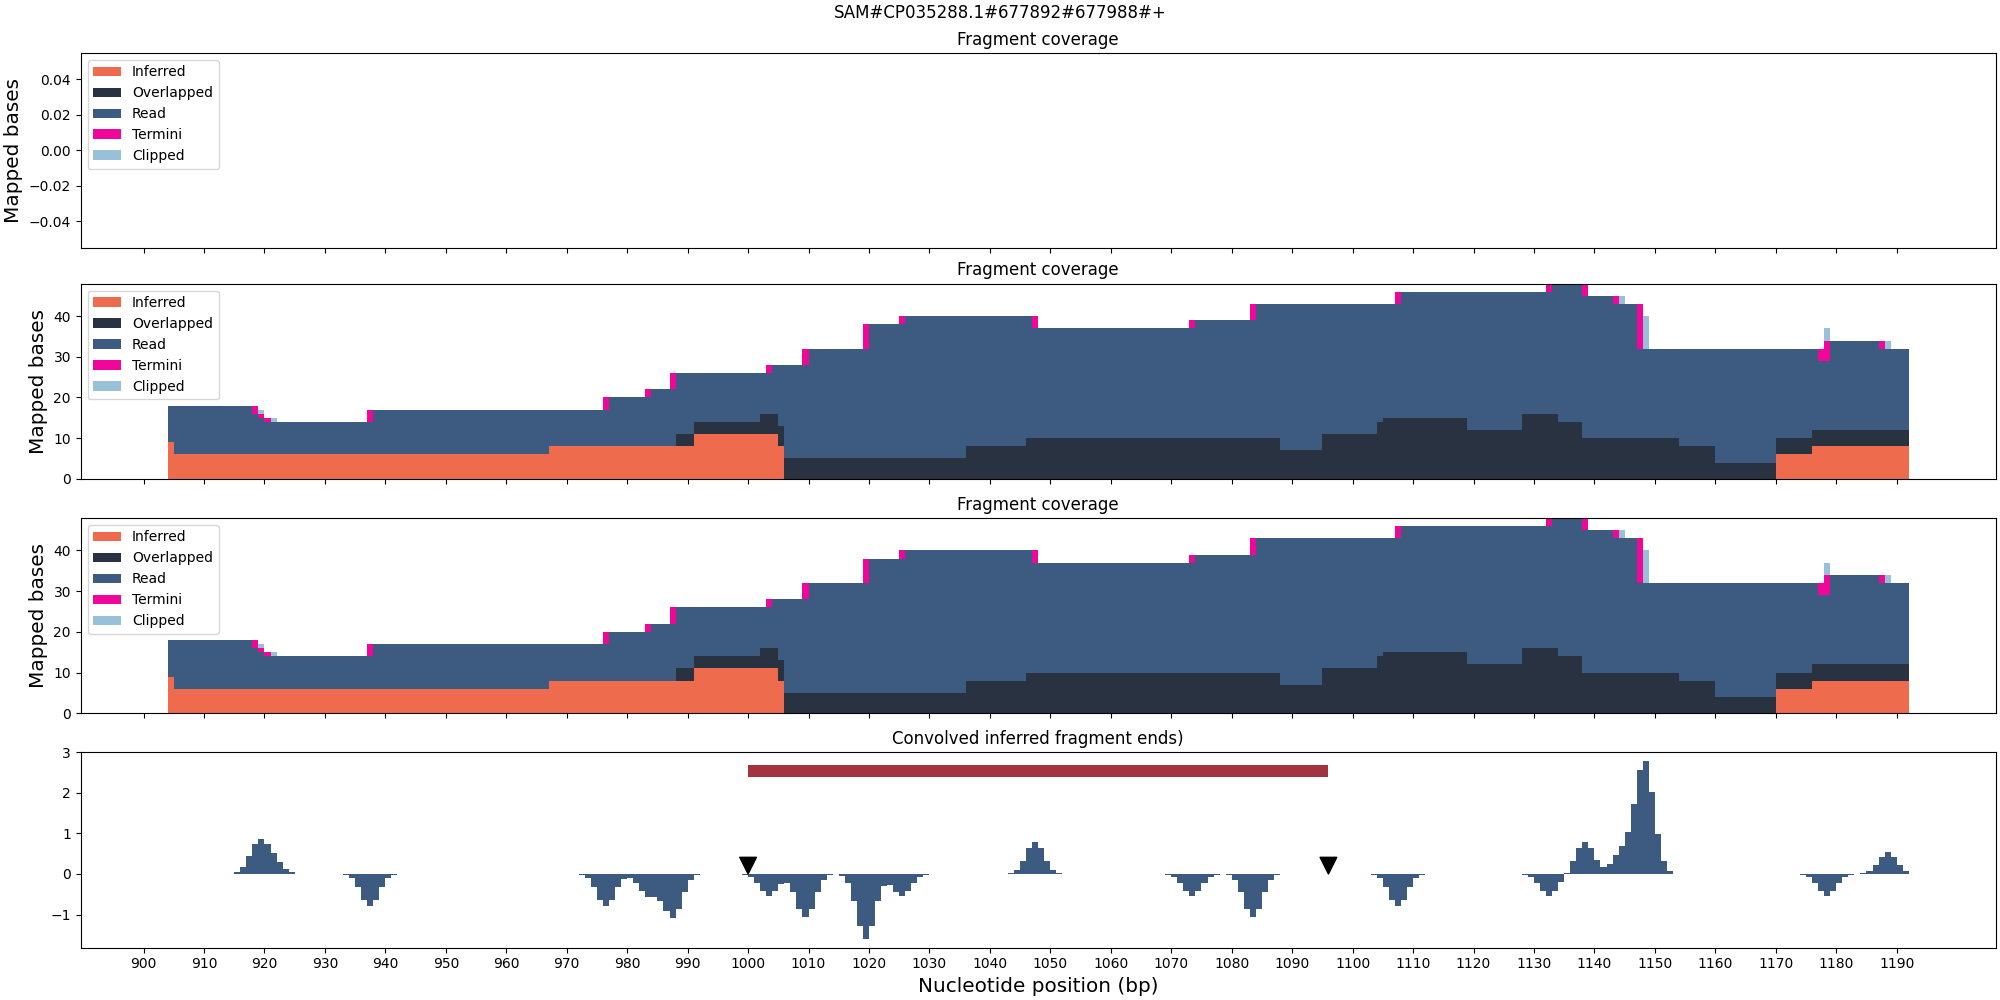 SAM#CP035288.1#677892#677988#+
Fragment coverage
Mapped bases
0.04
0.02
0.00
−0.02
−0.04
Inferred
Overlapped
Read
Termini
Clipped
Fragment coverage
Mapped bases
40
30
20
10
0
Inferred
Overlapped
Read
Termini
Clipped
Fragment coverage
Mapped bases
40
30
20
10
0
Inferred
Overlapped
Read
Termini
Clipped
Convolved inferred fragment ends)
3
2
1
0
−1
900 910 920 930 940 950 960 970 980 990 1000 1010 1020 1030 1040 1050 1060 1070 1080 1090 1100 1110 1120 1130 1140 1150 1160 1170 1180 1190
Nucleotide position (bp)